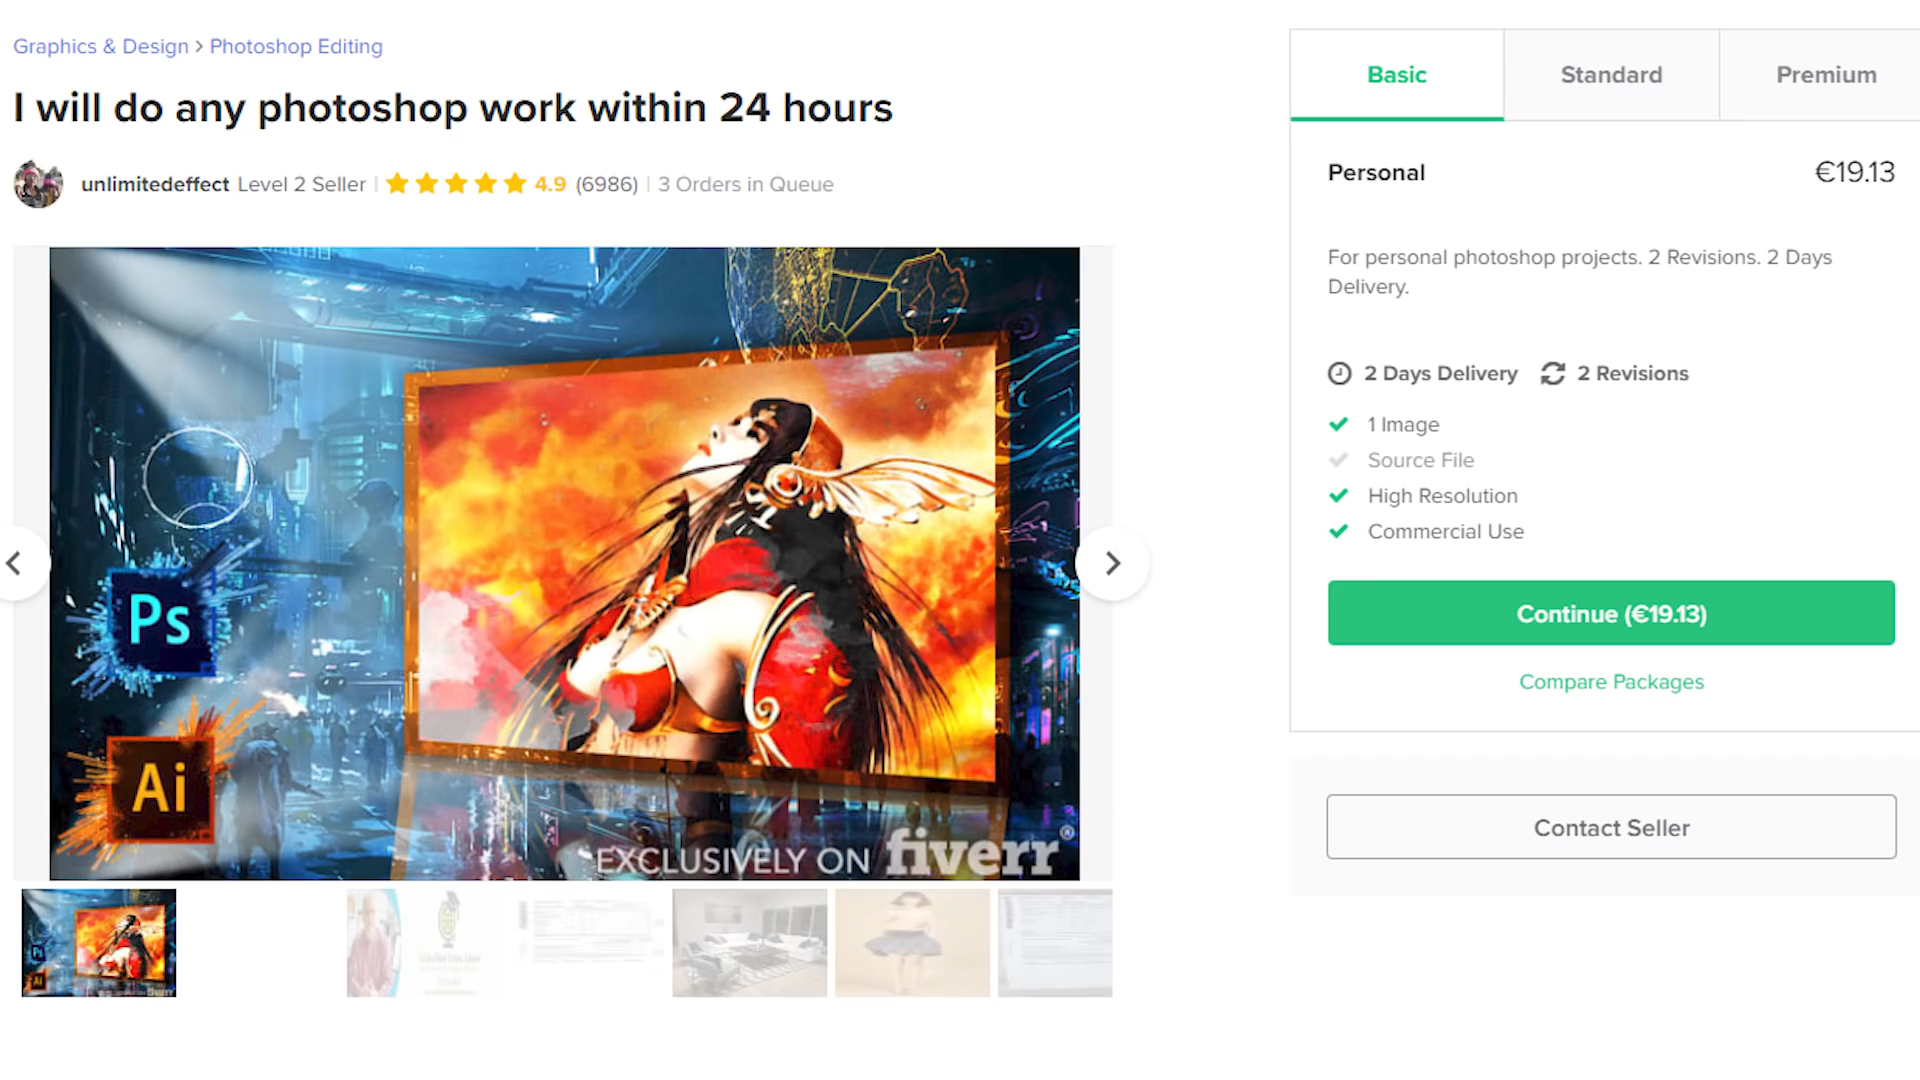 Graphics & Design > Photoshop Editing
I will do any photoshop work within 24 hours
unlimitedeffect Level 2 Seller | 4.9 (6986) | 3 Orders in Queue
Ps
Ai
EXCLUSIVELY ON fiverr®
Basic
Standard
Premium
Personal
€19.13
For personal photoshop projects. 2 Revisions. 2 Days
Delivery.
2 Days Delivery
2 Revisions
1 Image
Source File
High Resolution
Commercial Use
Continue (€19.13)
Compare Packages
Contact Seller